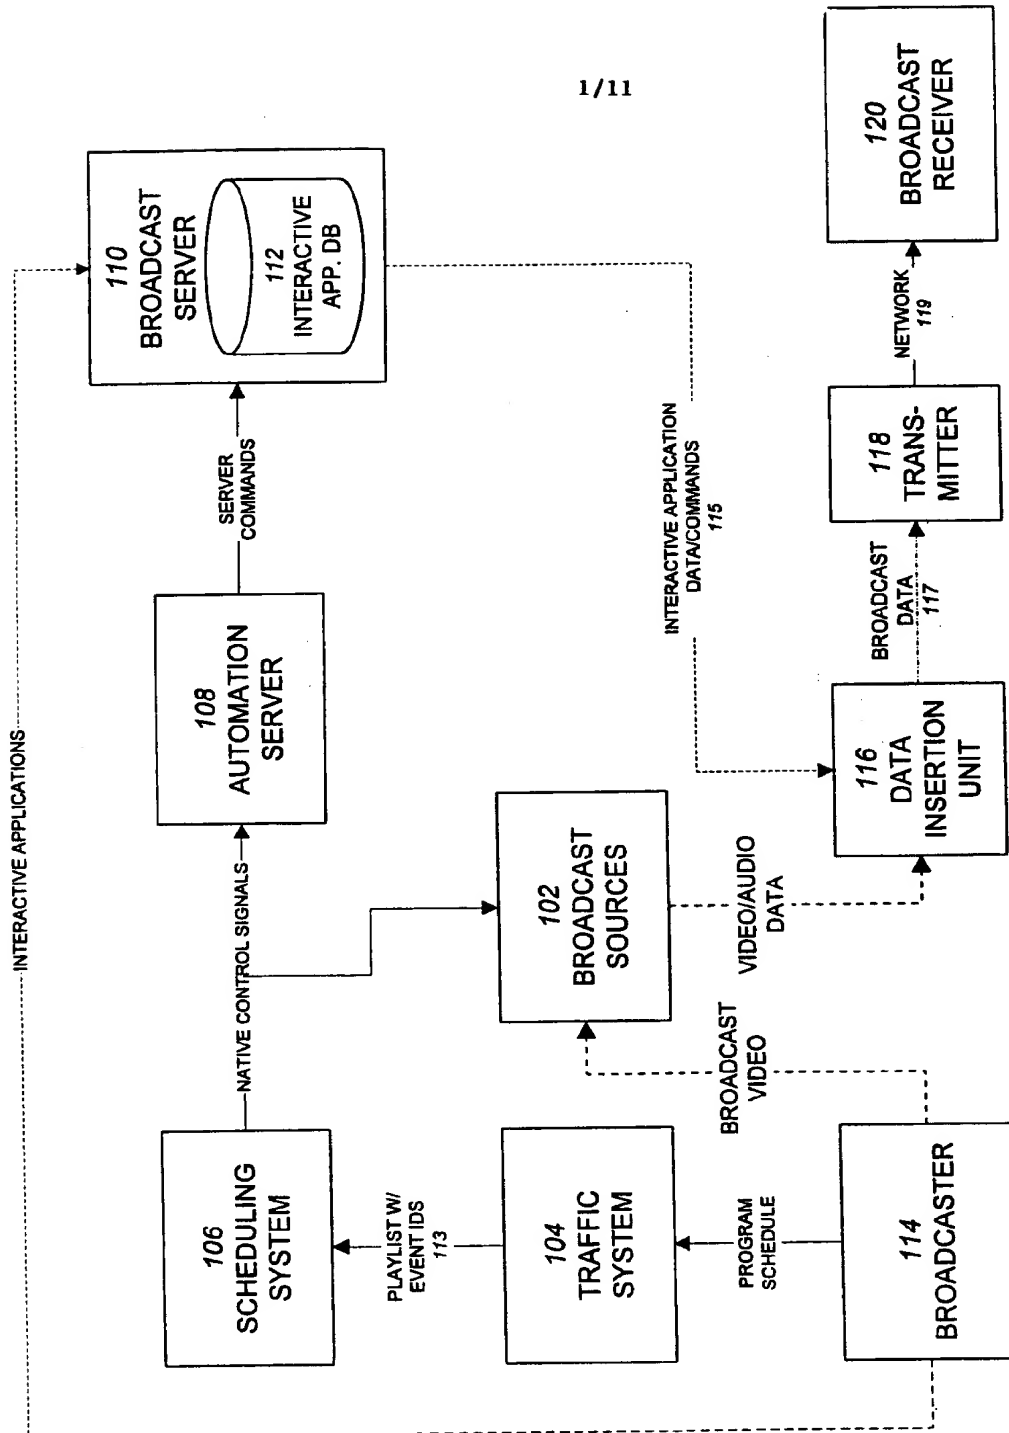 1/11
INTERACTIVE APPLICATIONS
106
SCHEDULING
SYSTEM
NATIVE CONTROL SIGNALS
108
AUTOMATION
SERVER
SERVER
COMMANDS
110
BROADCAST
SERVER
112
INTERACTIVE
APP. DB
PLAYLIST W/
EVENT IDS
113
104
TRAFFIC
SYSTEM
102
BROADCAST
SOURCES
INTERACTIVE APPLICATION
DATA/COMMANDS
115
PROGRAM
SCHEDULE
BROADCAST
VIDEO
VIDEO/AUDIO
DATA
114
BROADCASTER
116
DATA
INSERTION
UNIT
BROADCAST
DATA
117
118
TRANS-
MITTER
NETWORK
119
120
BROADCAST
RECEIVER